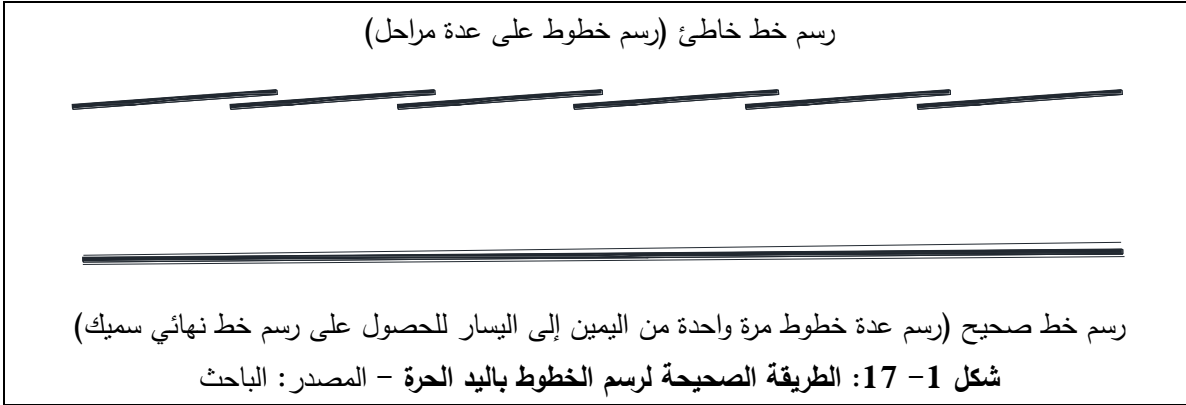 رسم خط خاطئ (رسم خطوط على عدة مراحل)
رسم خط صحيح (رسم عدة خطوط مرة واحدة من اليمين إلى اليسار للحصول على رسم خط نهائي سميك)
شكل 1- 17: الطريقة الصحيحة لرسم الخطوط باليد الحرة – المصدر: الباحث